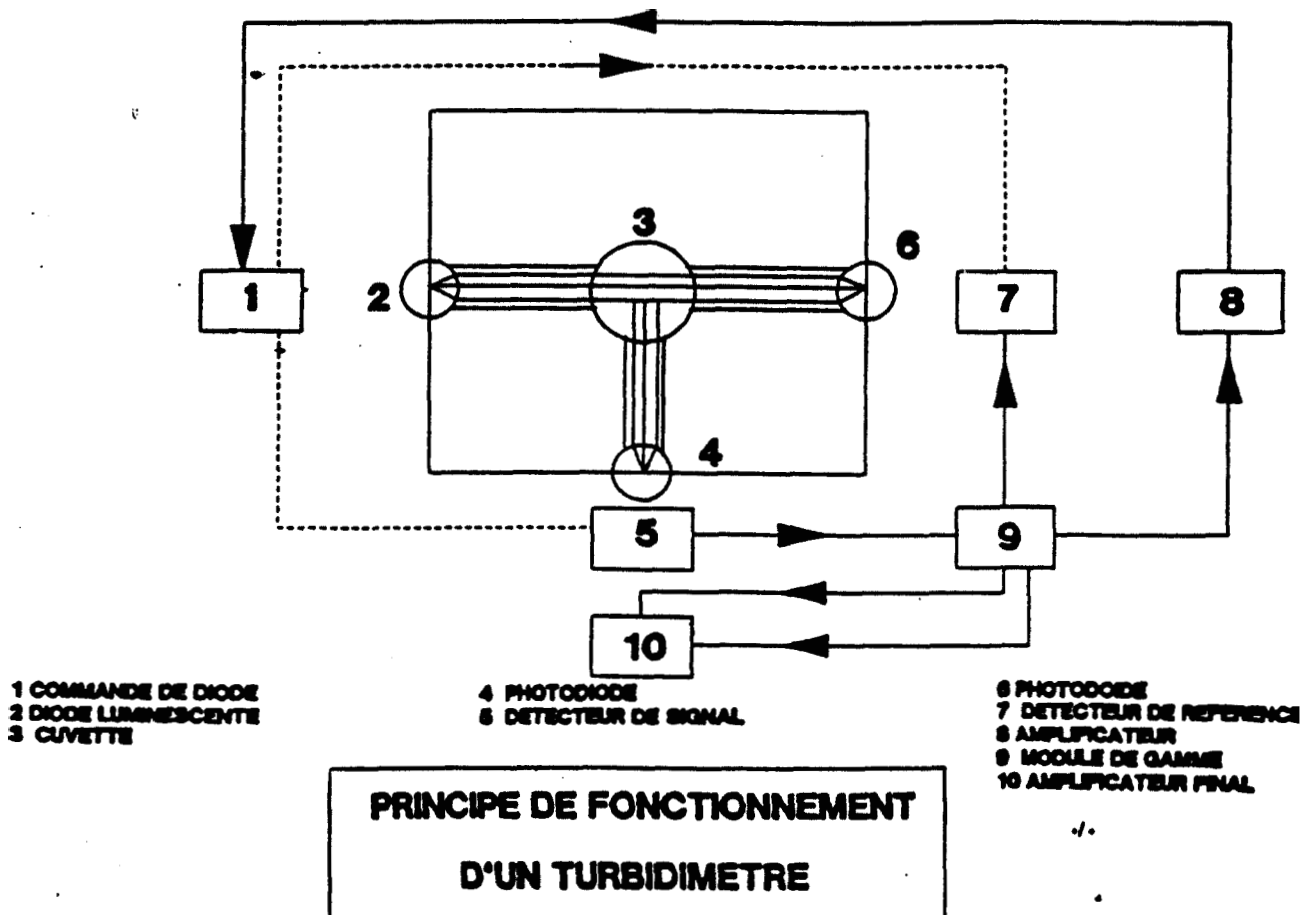 3
6
2
1
7
8
4
5
9
10
1 COMMANDE DE DIODE
2 DIODE LUMINESCENTE
3 CUVETTE
4 PHOTODIODE
5 DETECTEUR DE SIGNAL
6 PHOTODOIDE
7 DETECTEUR DE REFERENCE
8 AMPLIFICATEUR
9 MODULE DE GAMME
10 AMPLIFICATEUR FINAL
PRINCIPE DE FONCTIONNEMENT
D'UN TURBIDIMETRE
./.